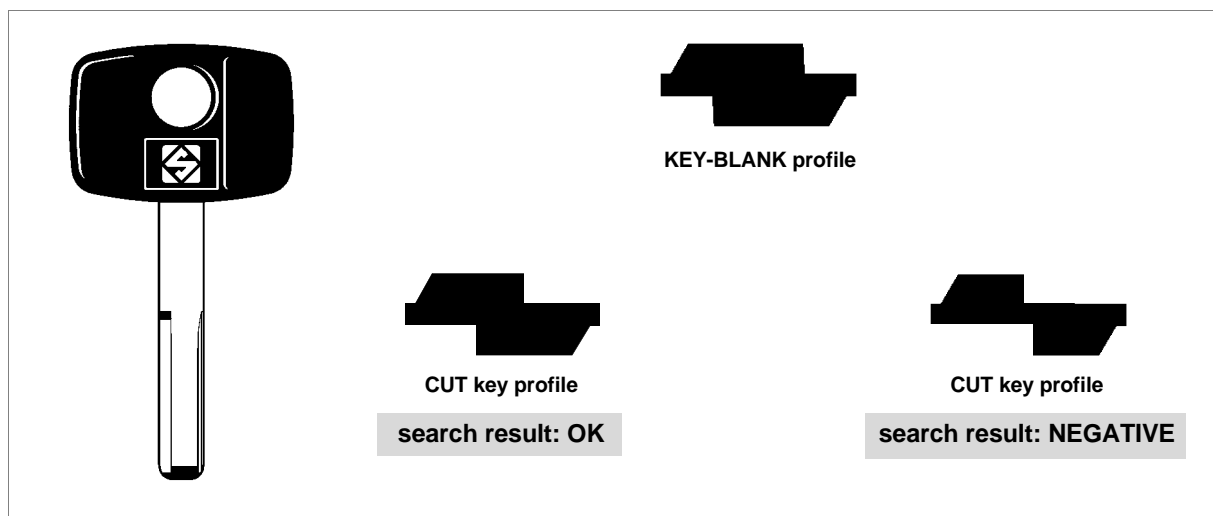 KEY-BLANK profile
CUT key profile
CUT key profile
search result: OK
search result: NEGATIVE